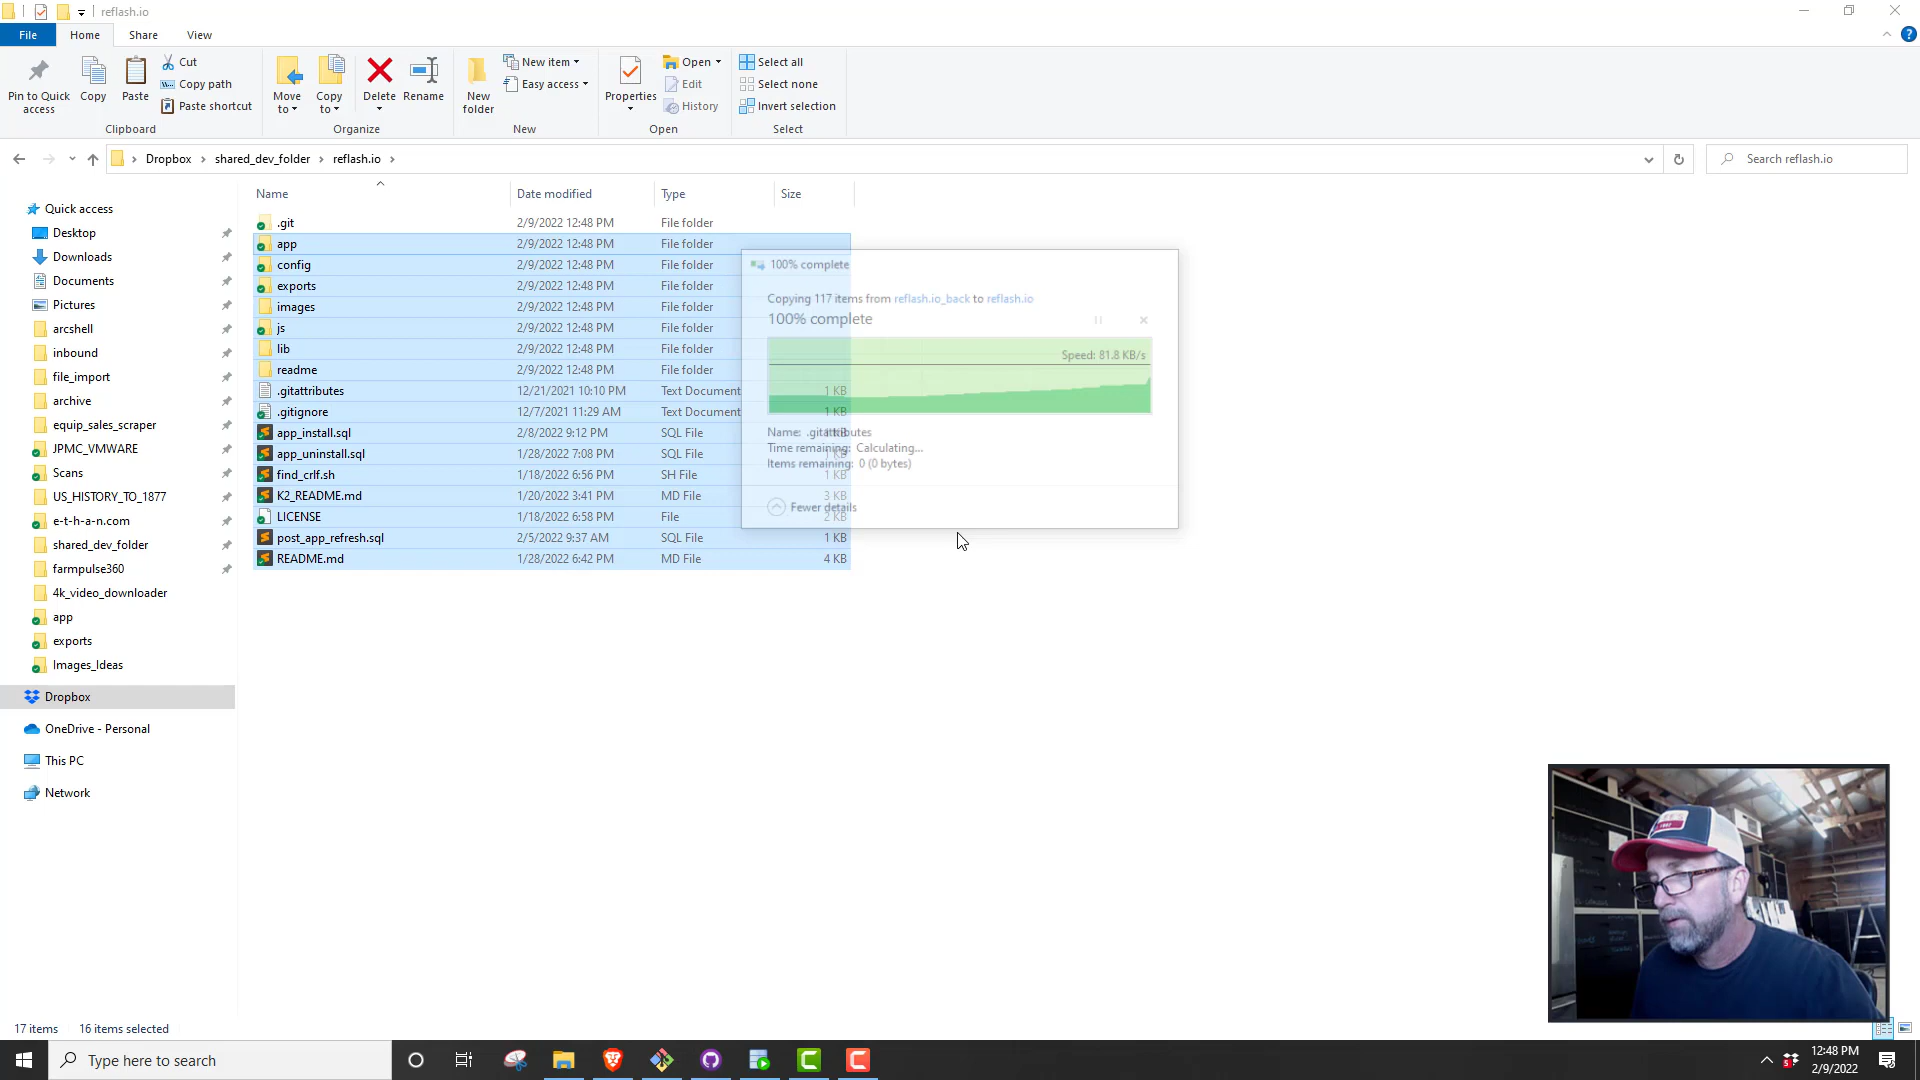 reflash.io
File Home Share View
Pin to Quick access
Copy
Paste
Cut
Copy path
Paste shortcut
Clipboard
Move to
Copy to
Delete
Rename
Organize
New folder
New item
Easy access
New
Properties
Open
Edit
History
Open
Select all
Select none
Invert selection
Select
Dropbox shared_dev_folder reflash.io
Search reflash.io
Quick access
Desktop
Downloads
Documents
Pictures
arcshell
inbound
file_import
archive
equip_sales_scraper
JPMC_VMWARE
Scans
US_HISTORY_TO_1877
e-t-h-a-n.com
shared_dev_folder
farmpulse360
4k_video_downloader
app
exports
Images_Ideas
Dropbox
OneDrive - Personal
This PC
Network
Name Date modified Type Size
.git 2/9/2022 12:48 PM File folder
app 2/9/2022 12:48 PM File folder
config 2/9/2022 12:48 PM File folder
exports 2/9/2022 12:48 PM File folder
images 2/9/2022 12:48 PM File folder
js 2/9/2022 12:48 PM File folder
lib 2/9/2022 12:48 PM File folder
readme 2/9/2022 12:48 PM File folder
.gitattributes 12/21/2021 10:10 PM Text Document 1 KB
.gitignore 12/7/2021 11:29 AM Text Document 1 KB
app_install.sql 2/8/2022 9:12 PM SQL File
app_uninstall.sql 1/28/2022 7:08 PM SQL File 1 KB
find_crlf.sh 1/18/2022 6:56 PM SH File 1 KB
K2_README.md 1/20/2022 3:41 PM MD File 3 KB
LICENSE 1/18/2022 6:58 PM File 2 KB
post_app_refresh.sql 2/5/2022 9:37 AM SQL File 1 KB
README.md 1/28/2022 6:42 PM MD File 4 KB
100% complete
Copying 117 items from reflash.io_back to reflash.io
100% complete
Speed: 81.8 KB/s
Name: .gitattributes
Time remaining: Calculating...
Items remaining: 0 (0 bytes)
Fewer details
17 items 16 items selected
Type here to search
12:48 PM
2/9/2022